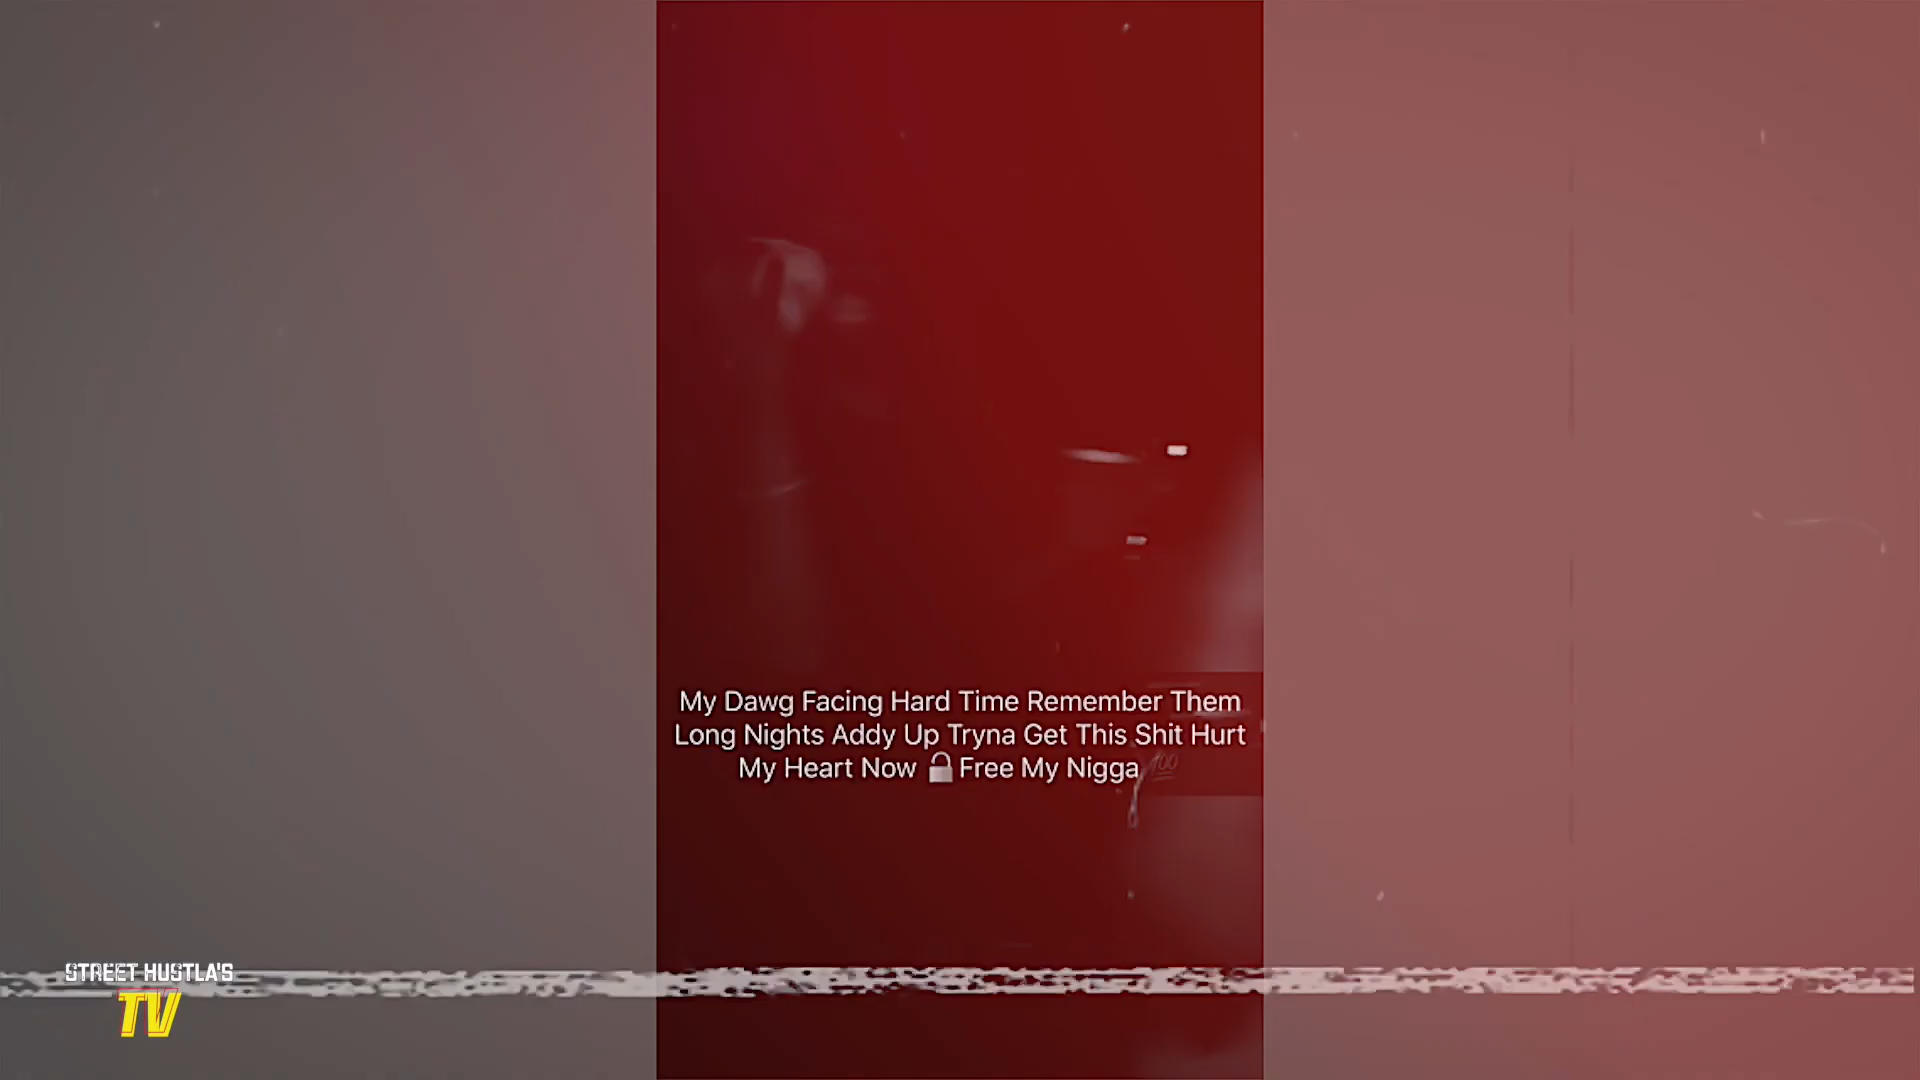 My Dawg Facing Hard Time Remember Them
Long Nights Addy Up Tryna Get This Shit Hurt
My Heart Now 🔒Free My Nigga 💯
STREET HUSTLA'S
TV